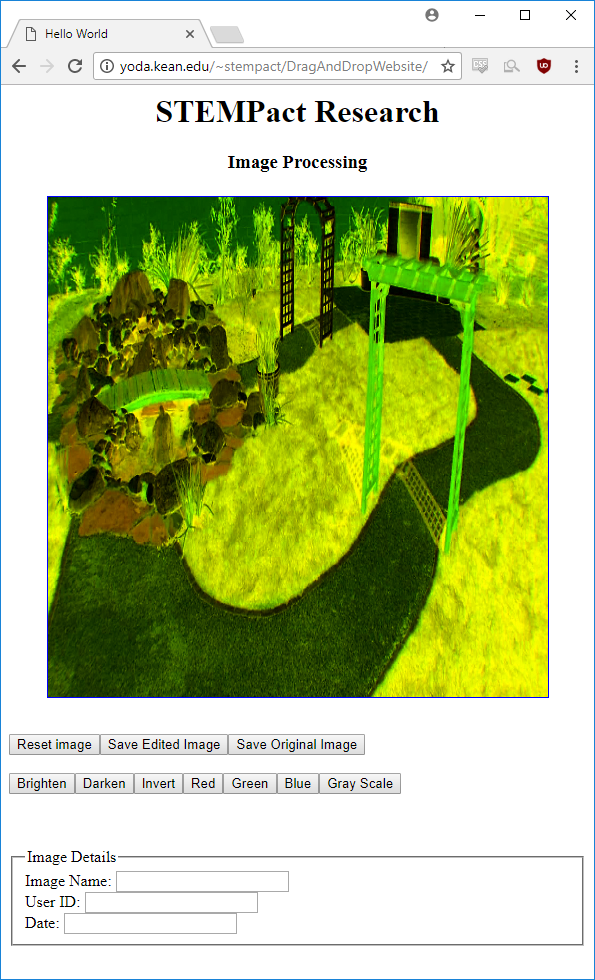 Hello World
yoda.kean.edu/~stempact/DragAndDropWebsite/
CSE
STEMPact Research
Image Processing
Reset image Save Edited Image Save Original Image
Brighten Darken Invert Red Green Blue Gray Scale
Image Details
Image Name:
User ID:
Date: